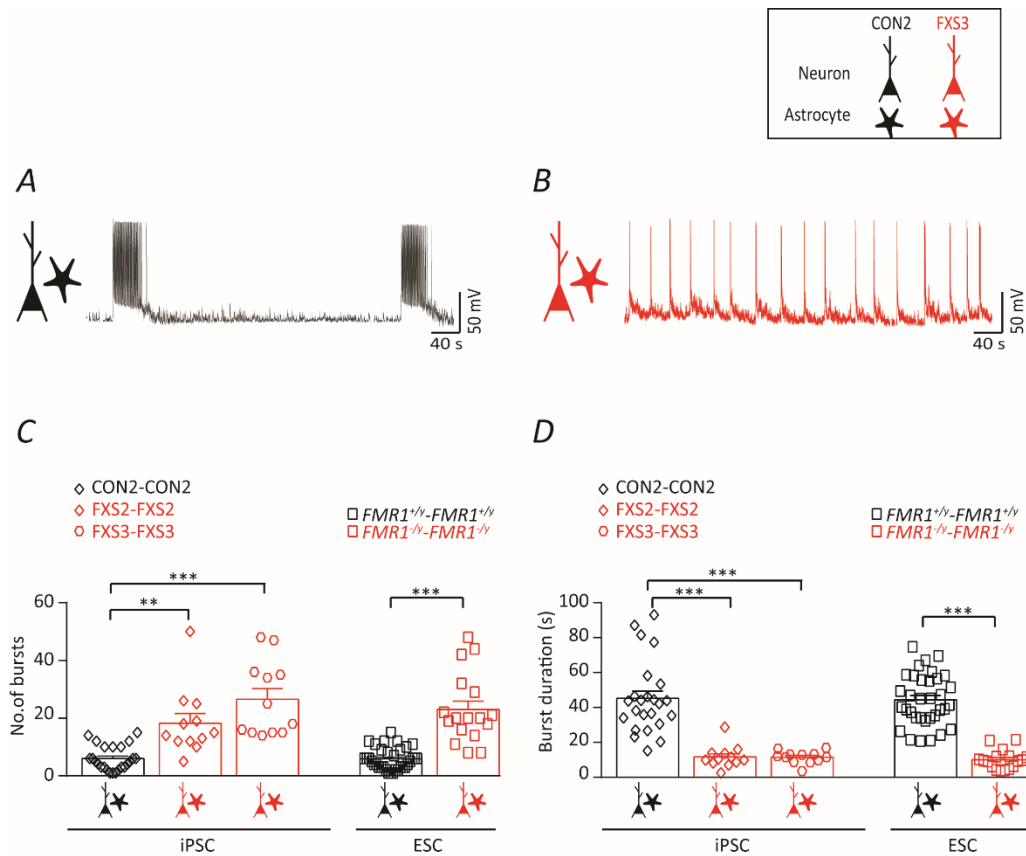 CON2 FXS3
Neuron
Astrocyte
A
B
50 mV
40 s
50 mV
40 s
C
CON2-CON2
FXS2-FXS2
FXS3-FXS3
FMR1+/y-FMR1+/y
FMR1-/y-FMR1-/y
***
**
***
No.of bursts
60
40
20
0
iPSC
ESC
D
CON2-CON2
FXS2-FXS2
FXS3-FXS3
FMR1+/y-FMR1+/y
FMR1-/y-FMR1-/y
***
***
***
Burst duration (s)
100
80
60
40
20
0
iPSC
ESC